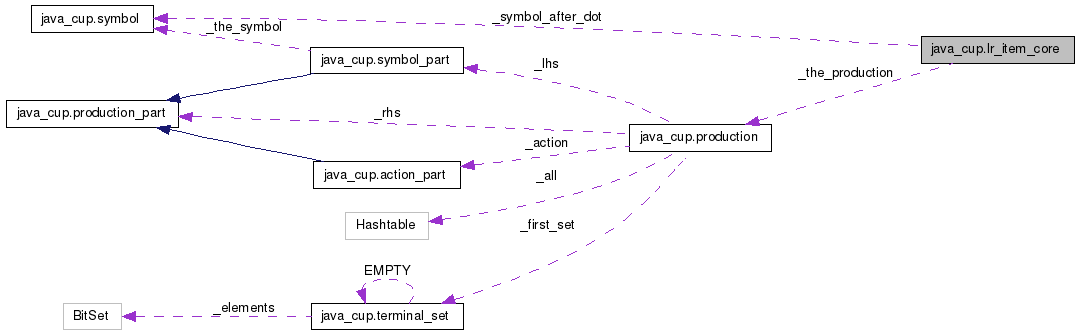 java_cup.symbol
_symbol_after_dot
_the_symbol
java_cup.lr_item_core
java_cup.symbol_part
_lhs
_the_production
java_cup.production_part
_rhs
java_cup.production
_action
java_cup.action_part
_all
Hashtable
_first_set
EMPTY
_elements
BitSet
java_cup.terminal_set